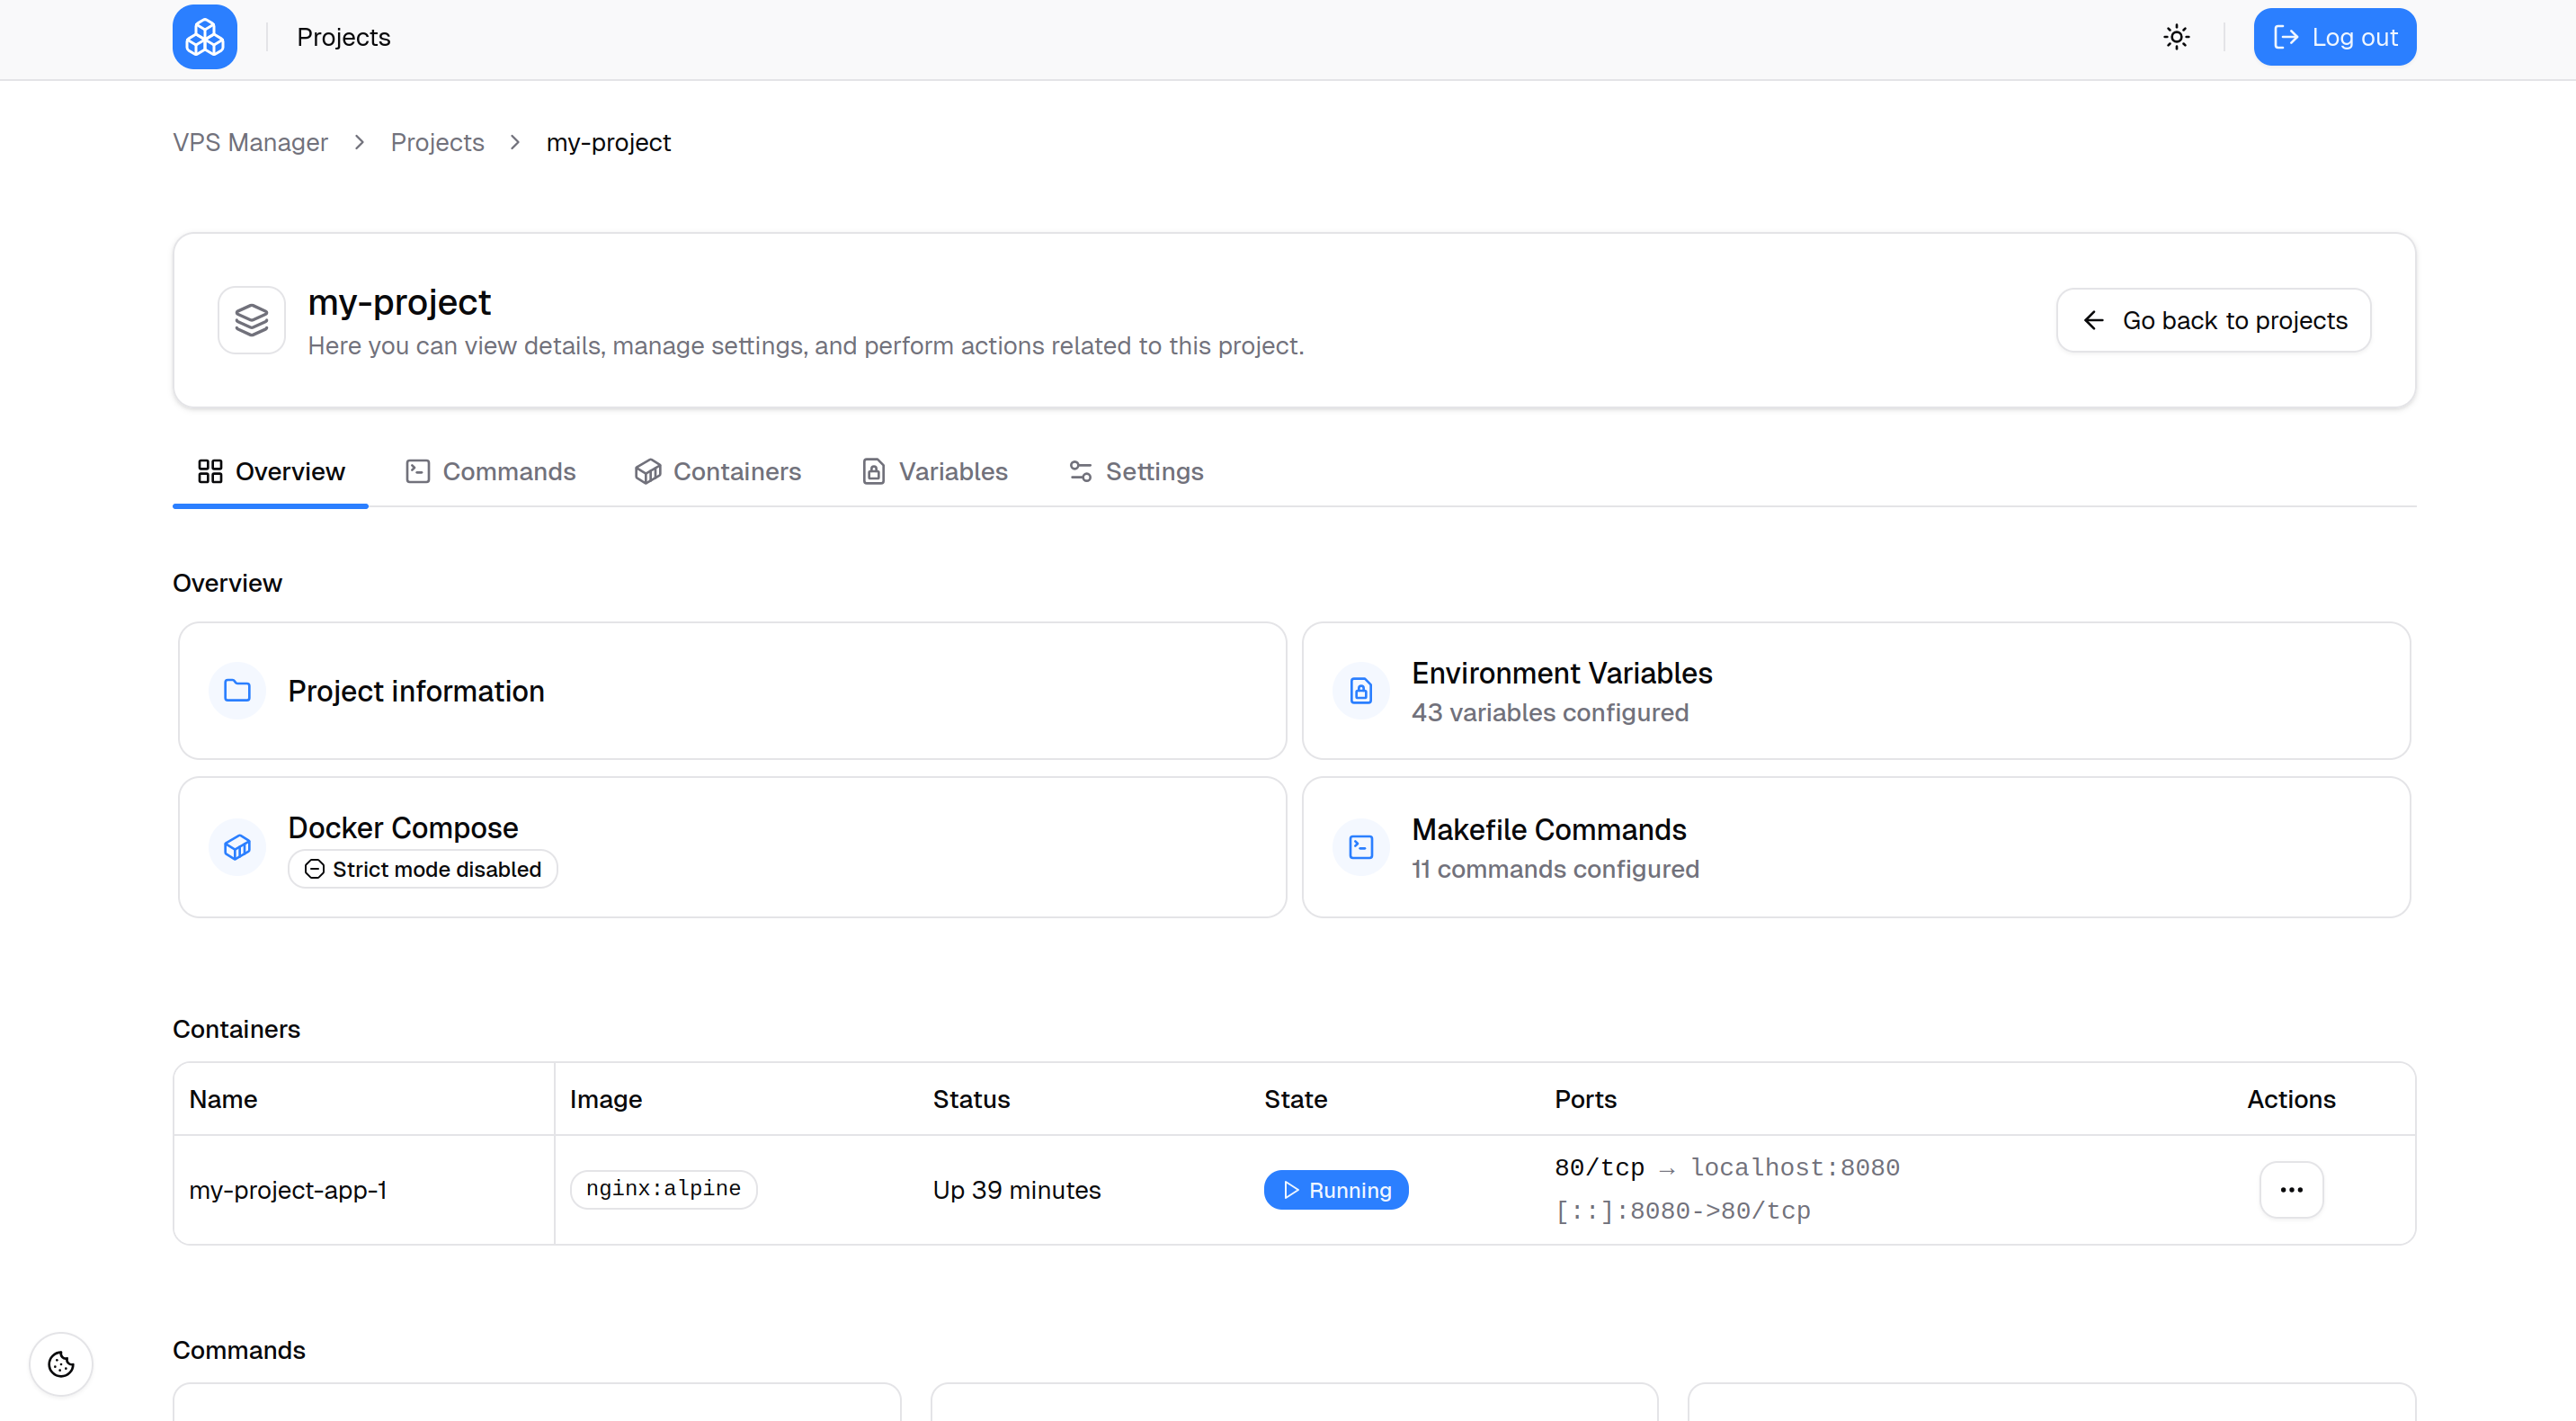 Projects
Log out
VPS Manager > Projects > my-project
my-project
Here you can view details, manage settings, and perform actions related to this project.
Go back to projects
Overview
Commands
Containers
Variables
Settings
Overview
Project information
Environment Variables
43 variables configured
Docker Compose
Strict mode disabled
Makefile Commands
11 commands configured
Containers
Name Image Status State Ports Actions
my-project-app-1 nginx:alpine Up 39 minutes Running 80/tcp → localhost:8080
[::]:8080->80/tcp
Commands